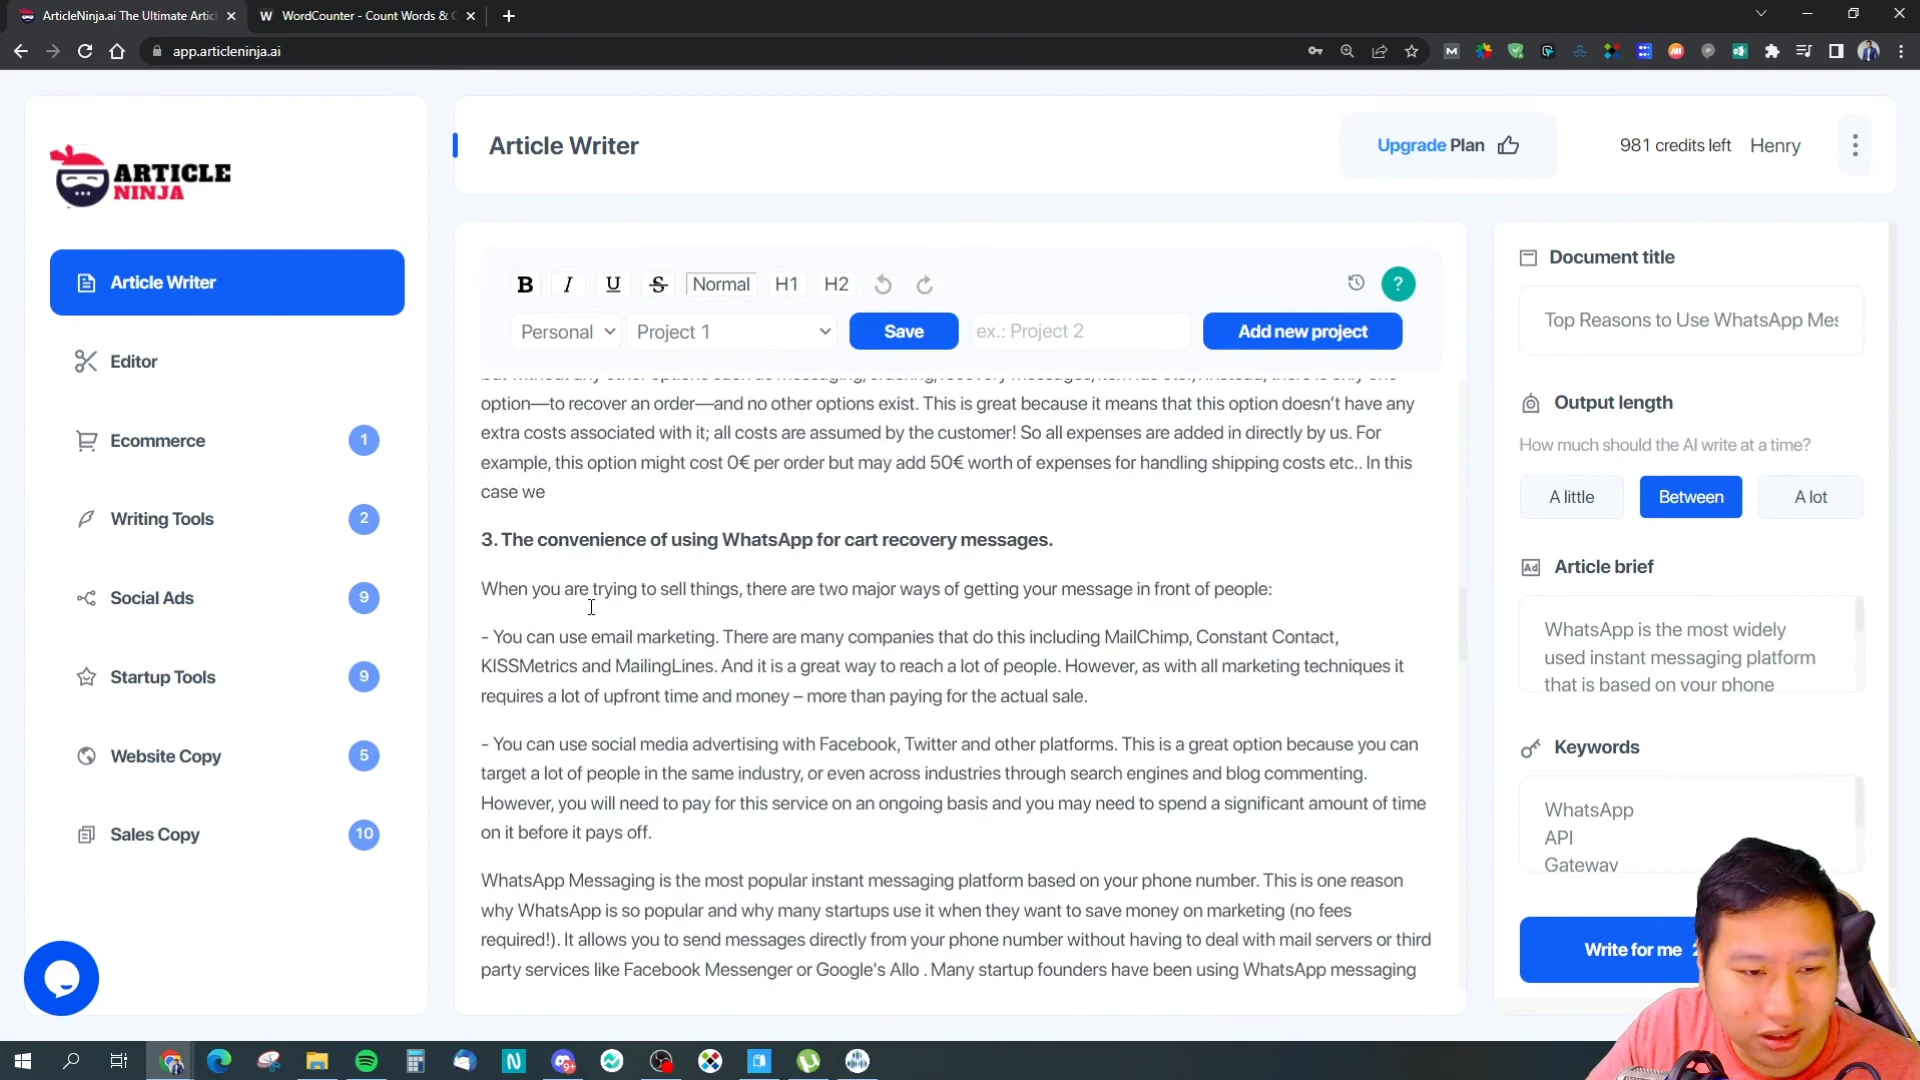 ArticleNinja.ai The Ultimate Artic
WordCounter - Count Words & C
app.articleninja.ai
ARTICLE
NINJA
Article Writer
Upgrade Plan
981 credits left
Henry
Article Writer
Editor
Ecommerce
1
Writing Tools
2
Social Ads
9
Startup Tools
9
Website Copy
5
Sales Copy
10
B I U S Normal H1 H2
?
Personal
Project 1
Save
ex.: Project 2
Add new project
option—to recover an order—and no other options exist. This is great because it means that this option doesn't have any
extra costs associated with it; all costs are assumed by the customer! So all expenses are added in directly by us. For
example, this option might cost 0€ per order but may add 50€ worth of expenses for handling shipping costs etc.. In this
case we
3. The convenience of using WhatsApp for cart recovery messages.
When you are trying to sell things, there are two major ways of getting your message in front of people:
- You can use email marketing. There are many companies that do this including MailChimp, Constant Contact,
KISSMetrics and MailingLines. And it is a great way to reach a lot of people. However, as with all marketing techniques it
requires a lot of upfront time and money – more than paying for the actual sale.
- You can use social media advertising with Facebook, Twitter and other platforms. This is a great option because you can
target a lot of people in the same industry, or even across industries through search engines and blog commenting.
However, you will need to pay for this service on an ongoing basis and you may need to spend a significant amount of time
on it before it pays off.
WhatsApp Messaging is the most popular instant messaging platform based on your phone number. This is one reason
why WhatsApp is so popular and why many startups use it when they want to save money on marketing (no fees
required!). It allows you to send messages directly from your phone number without having to deal with mail servers or third
party services like Facebook Messenger or Google's Allo . Many startup founders have been using WhatsApp messaging
Document title
Top Reasons to Use WhatsApp Mes
Output length
How much should the AI write at a time?
A little
Between
A lot
Article brief
WhatsApp is the most widely
used instant messaging platform
that is based on your phone
Keywords
WhatsApp
API
Gateway
Write for me